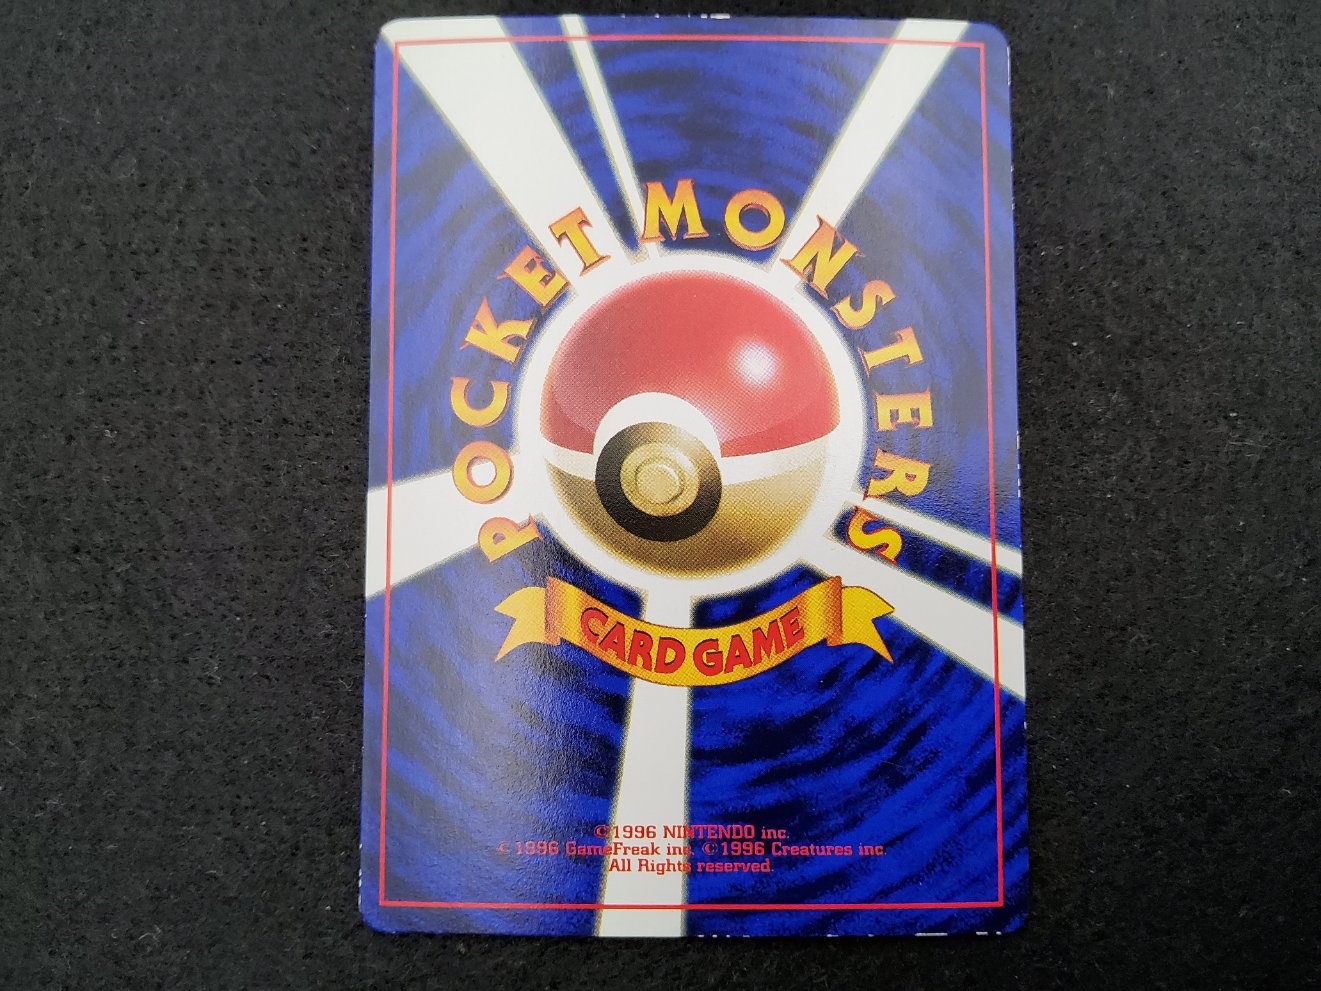 POCKET MONSTERS
CARD GAME
©1996 NINTENDO inc.
©1996 GameFreak inc. ©1996 Creatures inc.
All Rights reserved.